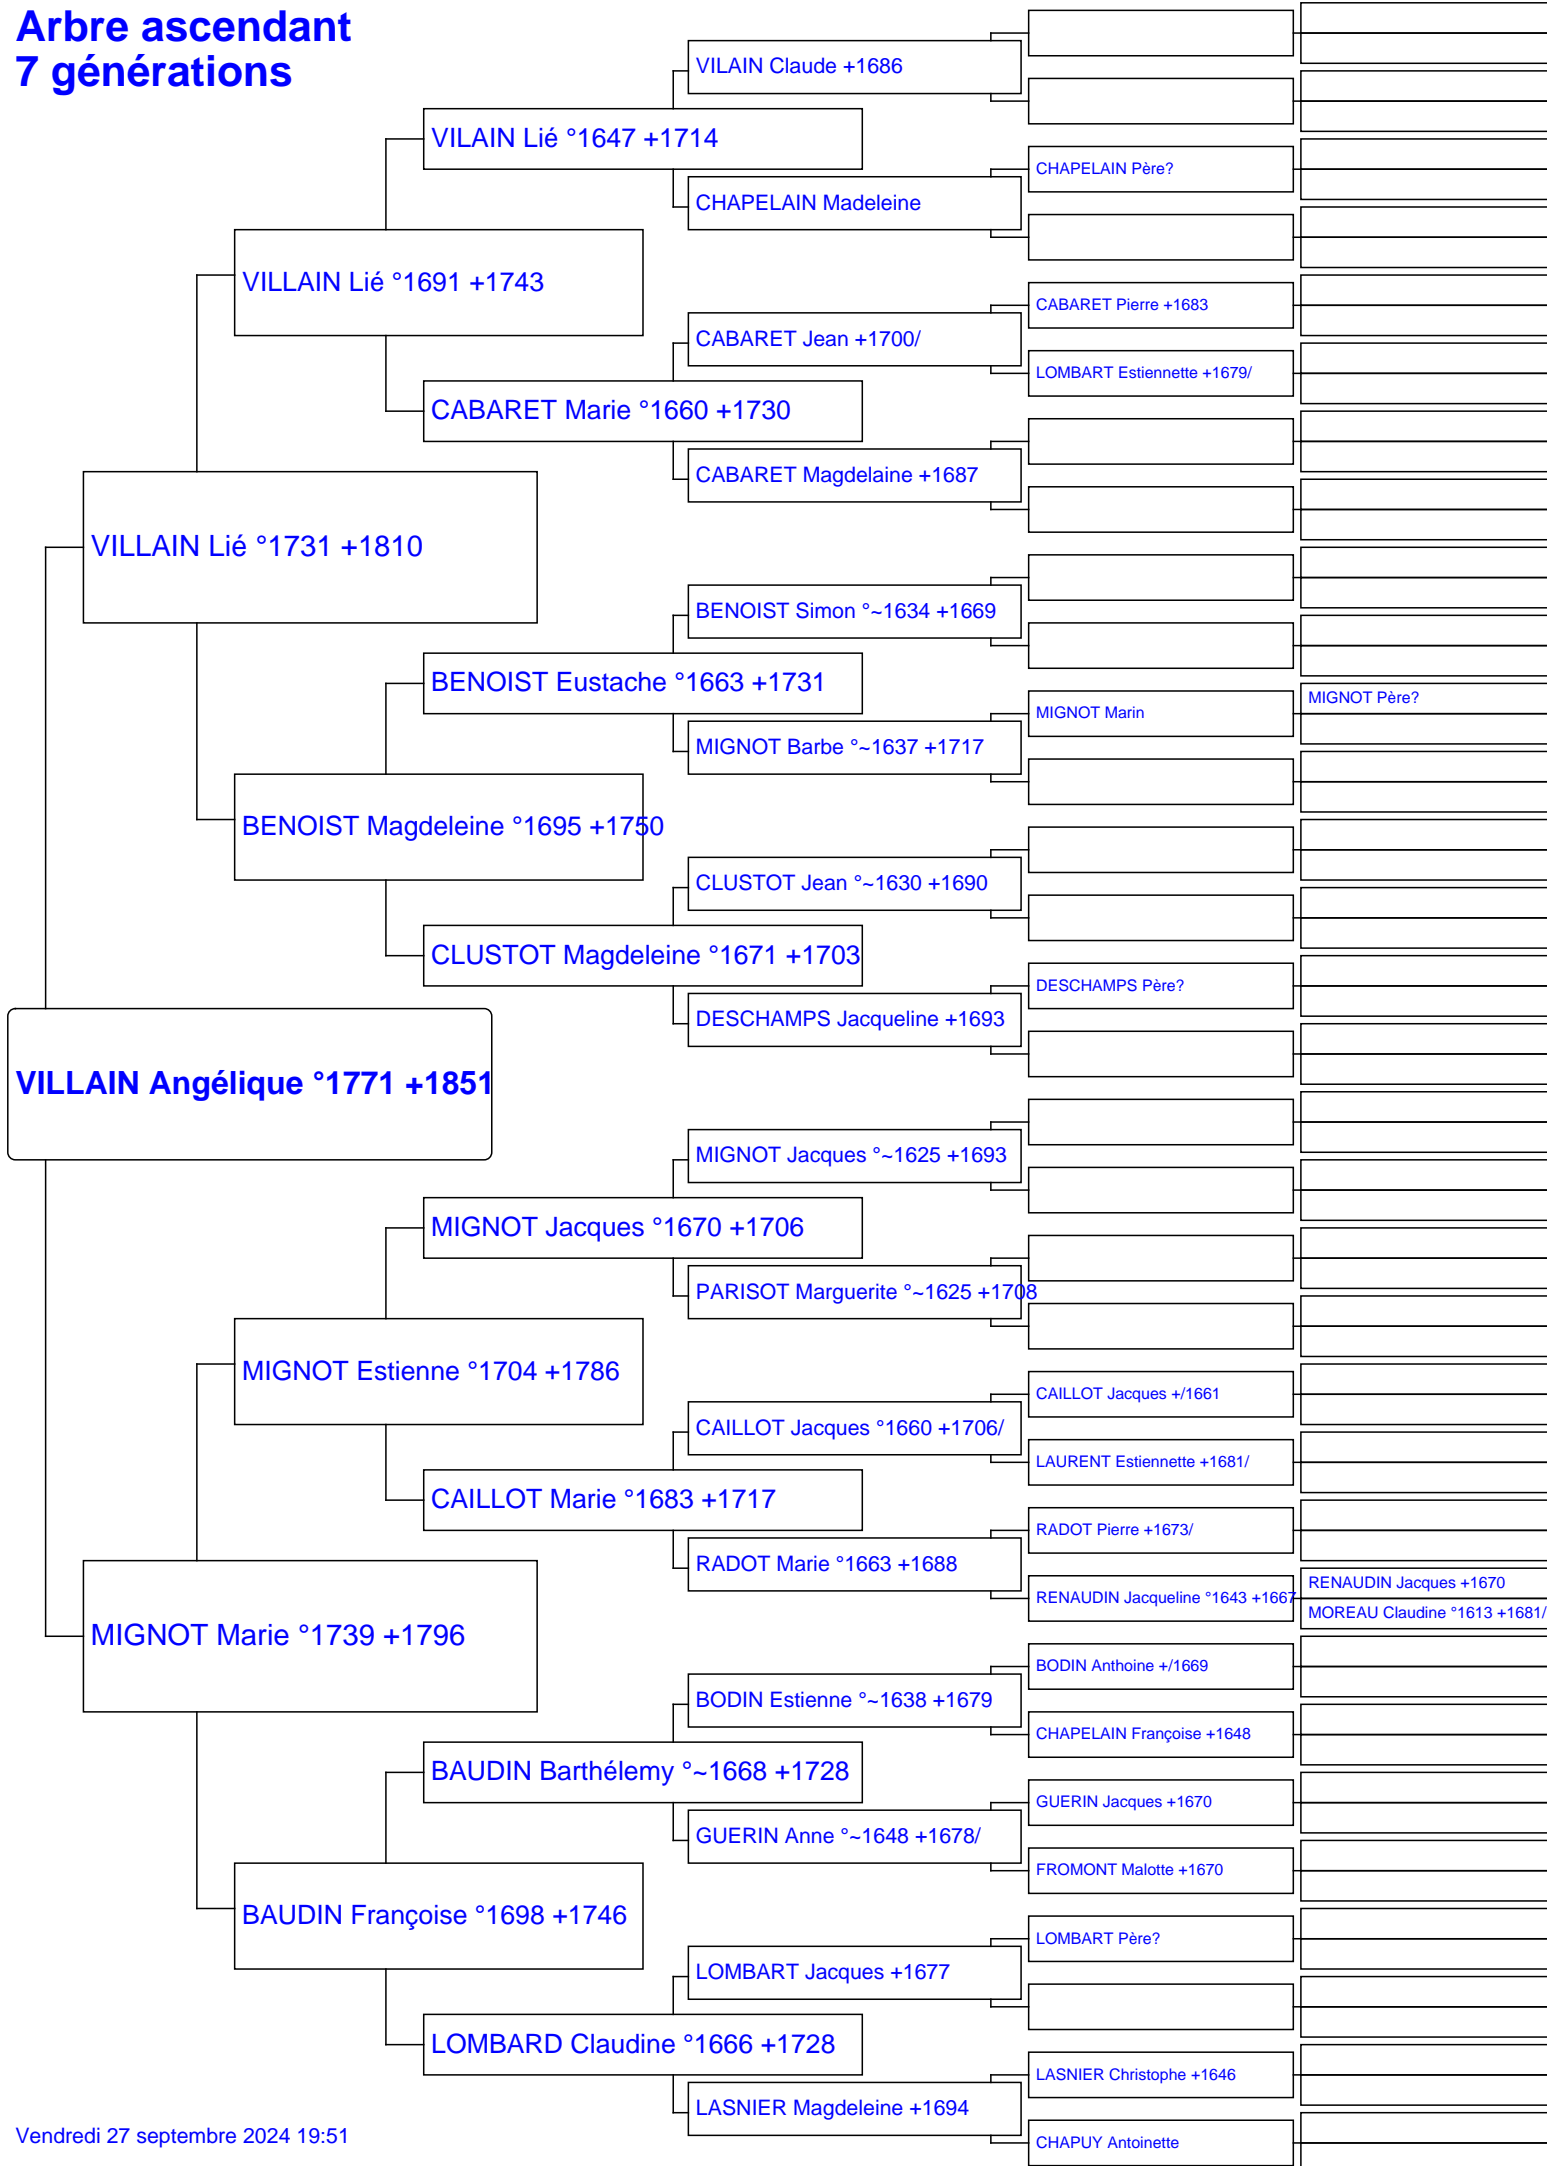 Arbre ascendant
7 générations
VILAIN Claude +1686
VILAIN Lié °1647 +1714
CHAPELAIN Père?
CHAPELAIN Madeleine
VILLAIN Lié °1691 +1743
CABARET Pierre +1683
CABARET Jean +1700/
LOMBART Estiennette +1679/
CABARET Marie °1660 +1730
CABARET Magdelaine +1687
VILLAIN Lié °1731 +1810
BENOIST Simon °~1634 +1669
BENOIST Eustache °1663 +1731
MIGNOT Père?
MIGNOT Marin
MIGNOT Barbe °~1637 +1717
BENOIST Magdeleine °1695 +1750
CLUSTOT Jean °~1630 +1690
CLUSTOT Magdeleine °1671 +1703
DESCHAMPS Père?
DESCHAMPS Jacqueline +1693
VILLAIN Angélique °1771 +1851
MIGNOT Jacques °~1625 +1693
MIGNOT Jacques °1670 +1706
PARISOT Marguerite °~1625 +1708
MIGNOT Estienne °1704 +1786
CAILLOT Jacques +/1661
CAILLOT Jacques °1660 +1706/
LAURENT Estiennette +1681/
CAILLOT Marie °1683 +1717
RADOT Pierre +1673/
RADOT Marie °1663 +1688
RENAUDIN Jacques +1670
RENAUDIN Jacqueline °1643 +1667
MOREAU Claudine °1613 +1681/
MIGNOT Marie °1739 +1796
BODIN Anthoine +/1669
BODIN Estienne °~1638 +1679
CHAPELAIN Françoise +1648
BAUDIN Barthélemy °~1668 +1728
GUERIN Jacques +1670
GUERIN Anne °~1648 +1678/
FROMONT Malotte +1670
BAUDIN Françoise °1698 +1746
LOMBART Père?
LOMBART Jacques +1677
LOMBARD Claudine °1666 +1728
LASNIER Christophe +1646
LASNIER Magdeleine +1694
CHAPUY Antoinette
Vendredi 27 septembre 2024 19:51